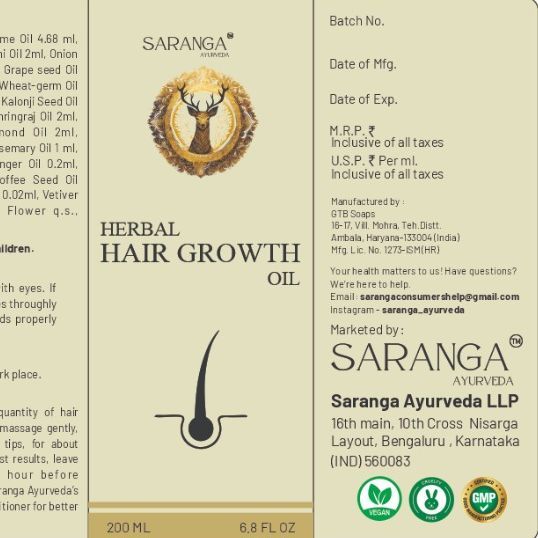 me Oil 4.68 ml,
i Oil 2ml, Onion
Grape seed Oil
Wheat-germ Oil
Kalonji Seed Oil
hringraj Oil 2ml,
mond Oil 2ml,
semary Oil 1 ml,
nger Oil 0.2ml,
offee Seed Oil
0.02ml, Vetiver
Flower q.s.,
ildren.
ith eyes. If
es throughly
ds properly
rk place.
quantity of hair
massage gently,
tips, for about
st results, leave
hour before
ranga Ayurveda's
itioner for better
SARANGA™
AYURVEDA
HERBAL
HAIR GROWTH
OIL
200 ML 6.8 FL OZ
Batch No.
Date of Mfg.
Date of Exp.
M.R.P. ₹
Inclusive of all taxes
U.S.P. ₹ Per ml.
Inclusive of all taxes
Manufactured by :
GTB Soaps
16-17, Vill. Mohra, Teh.Distt.
Ambala, Haryana-133004 (India)
Mfg. Lic. No. 1273-ISM (HR)
Your health matters to us! Have questions?
We're here to help.
Email: sarangaconsumershelp@gmail.com
Instagram - saranga_ayurveda
Marketed by :
SARANGA™
AYURVEDA
Saranga Ayurveda LLP
16th main, 10th Cross Nisarga
Layout, Bengaluru , Karnataka
(IND) 560083
VEGAN
CRUELTY
FREE
CERTIFIED
GMP